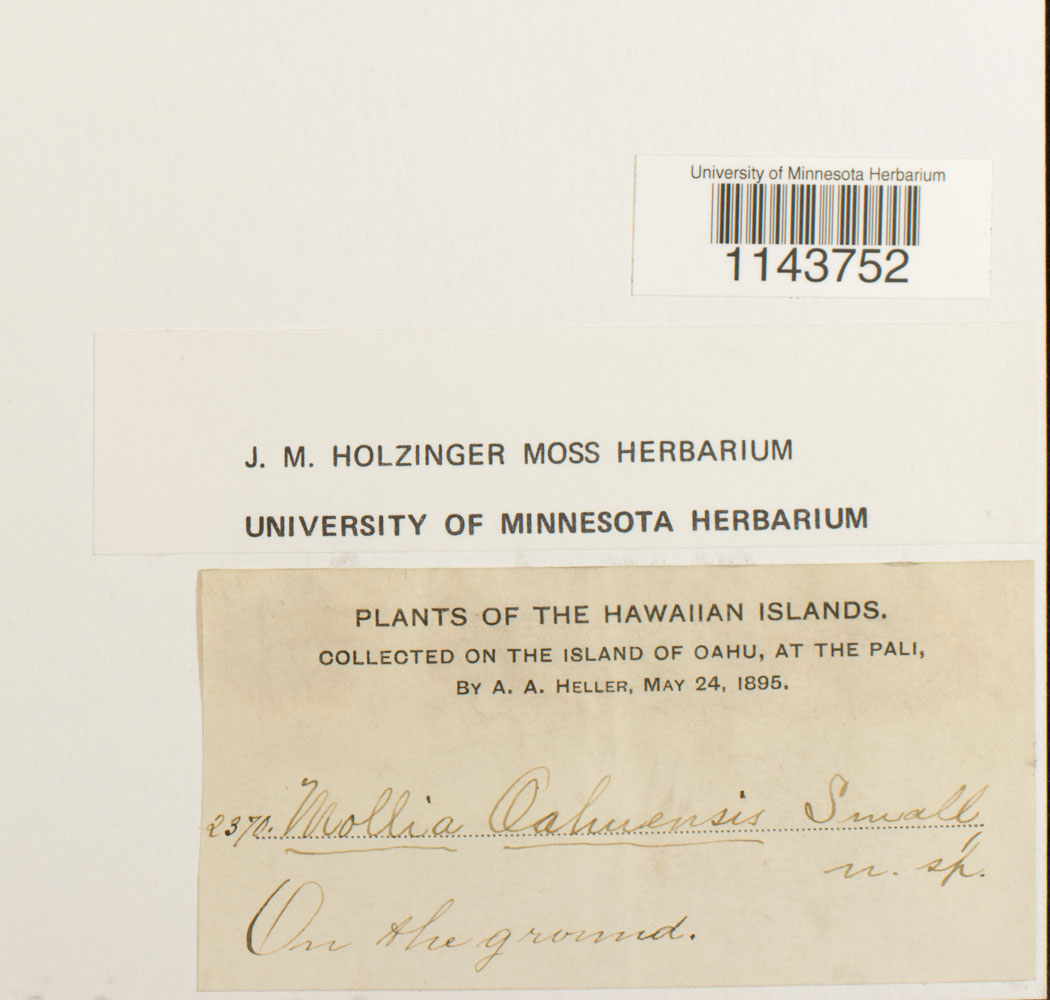 University of Minnesota Herbarium
1143752
J. M. HOLZINGER MOSS HERBARIUM
UNIVERSITY OF MINNESOTA HERBARIUM
PLANTS OF THE HAWAIIAN ISLANDS.
COLLECTED ON THE ISLAND OF OAHU, AT THE PALI,
BY A. A. HELLER, MAY 24, 1895.
2370. Mollia Oahuensis Small,
n. sp.
On the ground.